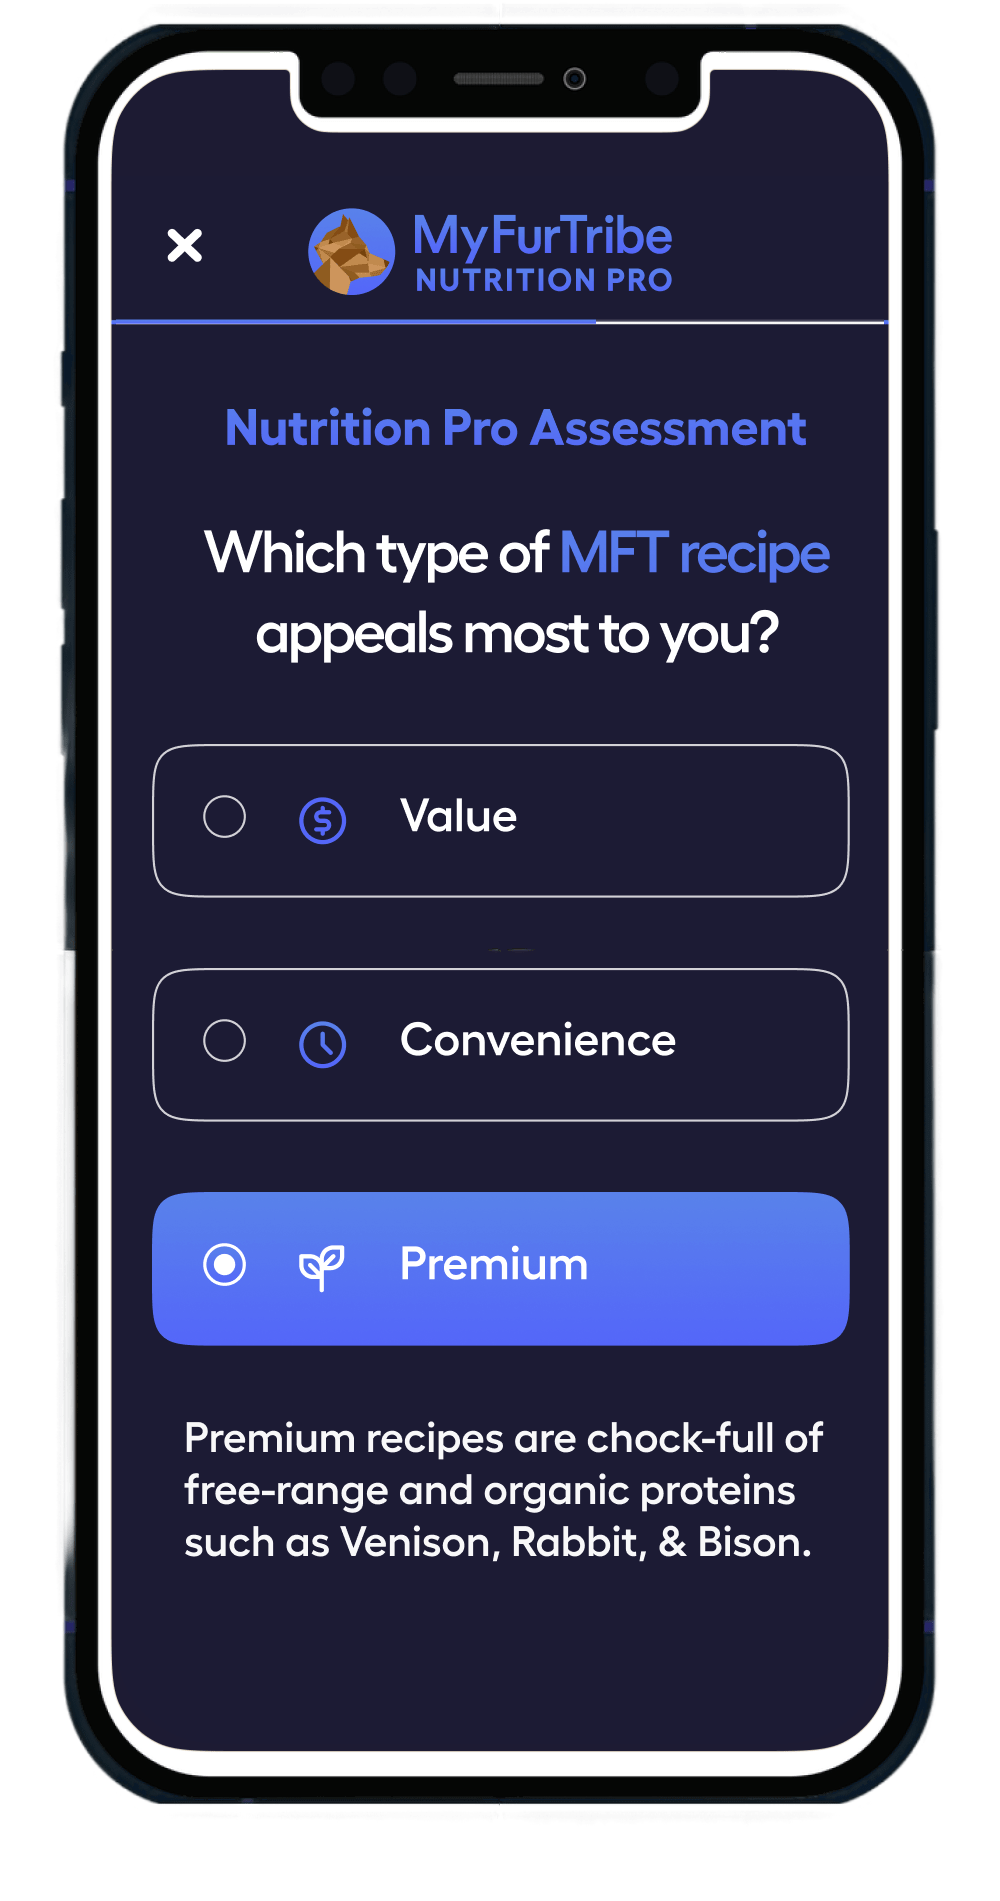 MyFurTribe
NUTRITION PRO
Nutrition Pro Assessment
Which type of MFT recipe
appeals most to you?
Value
Convenience
Premium
Premium recipes are chock-full of
free-range and organic proteins
such as Venison, Rabbit, & Bison.